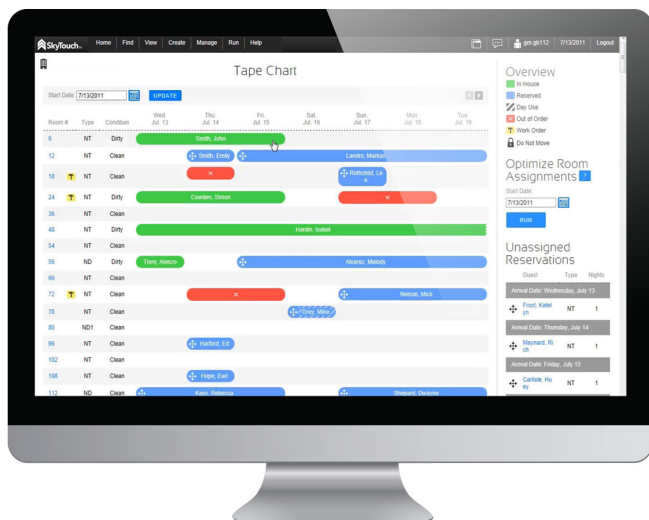 SkyTouch Home Find View Create Manage Run Help gm.gb112 7/13/2011 Logout
Tape Chart
Start Date: 7/13/2011 UPDATE
Wed. Thu. Fri. Sat. Sun. Mon. Tue.
Room # Type Condition Jul. 13 Jul. 14 Jul. 15 Jul. 16 Jul. 17 Jul. 18 Jul. 19
6 NT Dirty Smith, John
12 NT Clean Smith, Emily Landre, Markus
18 T NT Clean Rothchild, Le
e
24 T NT Dirty Cowden, Simon
36 NT Clean
48 NT Dirty Hardin, Isabel
54 NT Clean
56 ND Dirty Tiere, Alonzo Alvaraz, Melody
66 NT Clean
72 T NT Clean Nelson, Mick
78 NT Clean Gray, Mike
80 ND1 Clean
86 NT Clean Harford, Ed
102 NT Clean
108 NT Clean Hope, Earl
112 ND Clean Kays, Rebecca Shepard, Dwayne
Overview
In House
Reserved
Day Use
Out of Order
T Work Order
Do Not Move
Optimize Room
Assignments ?
Start Date:
7/13/2011
RUN
Unassigned
Reservations
Guest Type Nights
Arrival Date: Wednesday, July 13
Frost, Katel
yn NT 1
Arrival Date: Thursday, July 14
Maynard, Ri
ch NT 1
Arrival Date: Friday, July 15
Carlisle, Hu
ey NT 1